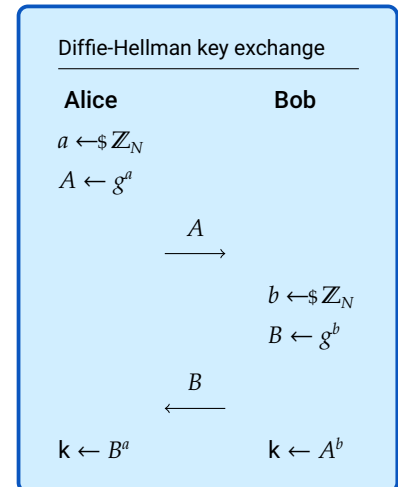 Diffie-Hellman key exchange
Alice Bob
a ←$ ℤ_N
A ← g^a
A
⟶
b ←$ ℤ_N
B ← g^b
B
⟵
k ← B^a k ← A^b